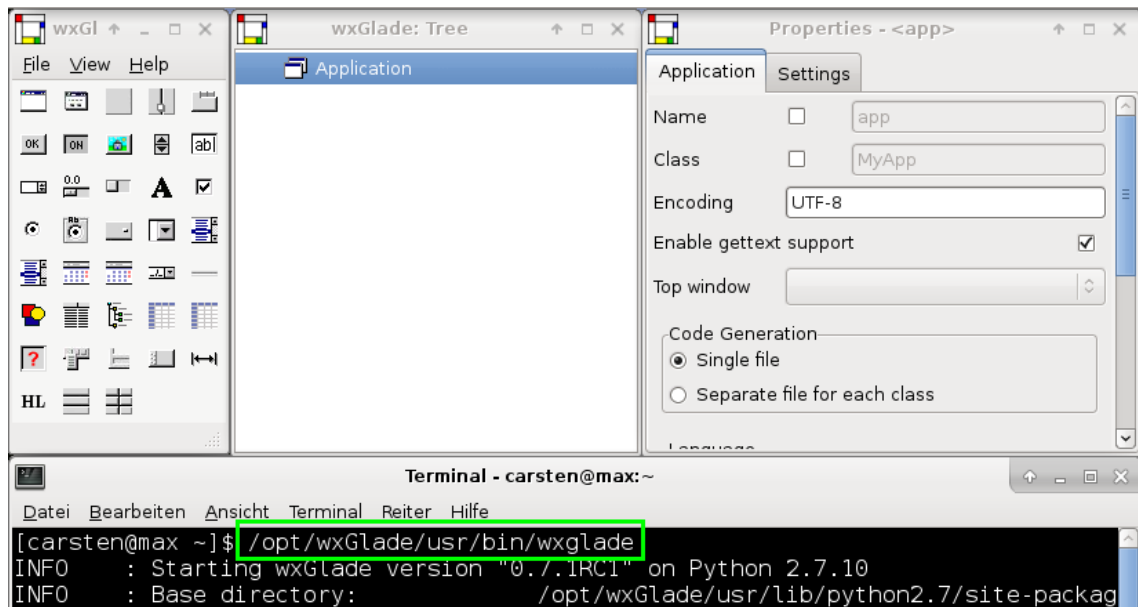 wxGl
File View Help
OK ON ab
0.0 A
Rb
?
HL
wxGlade: Tree
Application
Properties - <app>
Application Settings
Name app
Class MyApp
Encoding UTF-8
Enable gettext support
Top window
Code Generation
Single file
Separate file for each class
Language
Terminal - carsten@max:~
Datei Bearbeiten Ansicht Terminal Reiter Hilfe
[carsten@max ~]$ /opt/wxGlade/usr/bin/wxglade
INFO : Starting wxGlade version "0.7.1RC1" on Python 2.7.10
INFO : Base directory: /opt/wxGlade/usr/lib/python2.7/site-packag